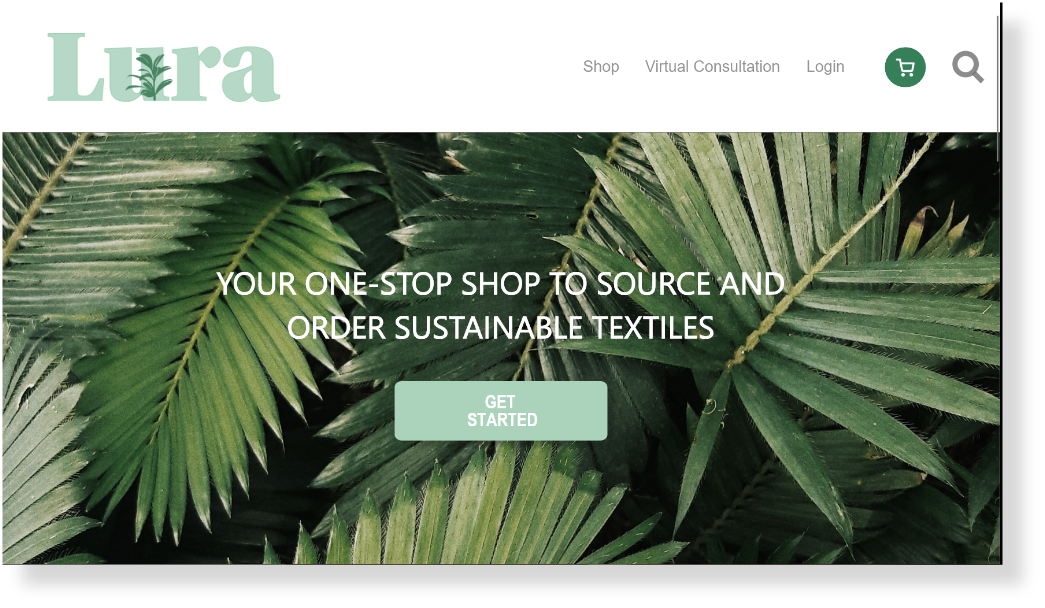 Lura
Shop Virtual Consultation Login
YOUR ONE-STOP SHOP TO SOURCE AND
ORDER SUSTAINABLE TEXTILES
GET
STARTED